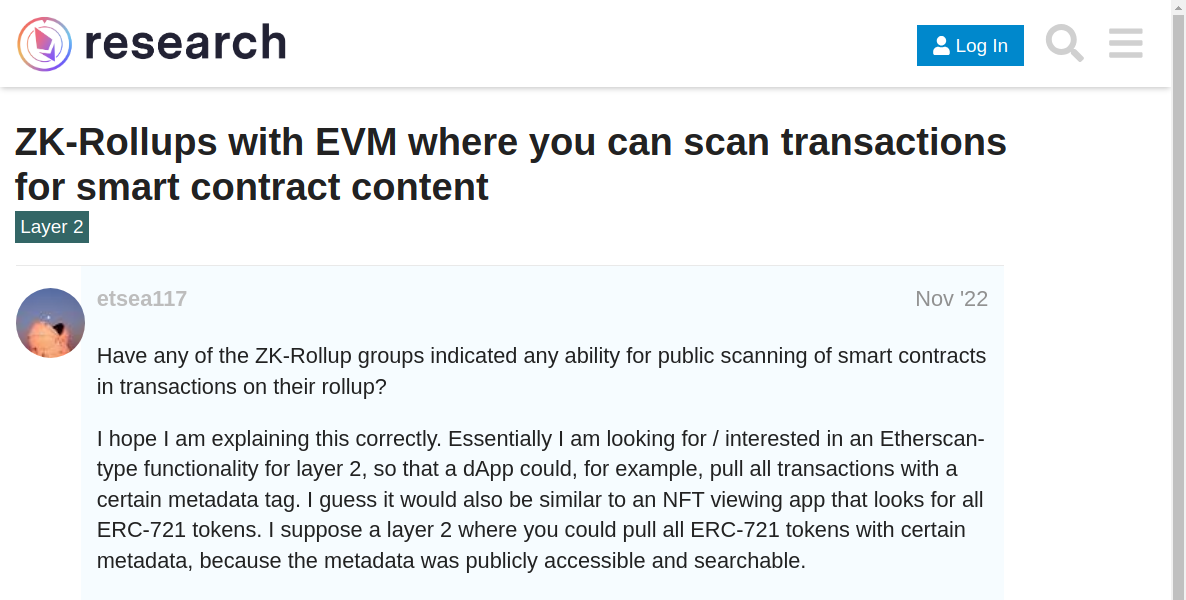 research
Log In
ZK-Rollups with EVM where you can scan transactions
for smart contract content
Layer 2
etsea117
Nov '22
Have any of the ZK-Rollup groups indicated any ability for public scanning of smart contracts
in transactions on their rollup?
I hope I am explaining this correctly. Essentially I am looking for / interested in an Etherscan-
type functionality for layer 2, so that a dApp could, for example, pull all transactions with a
certain metadata tag. I guess it would also be similar to an NFT viewing app that looks for all
ERC-721 tokens. I suppose a layer 2 where you could pull all ERC-721 tokens with certain
metadata, because the metadata was publicly accessible and searchable.